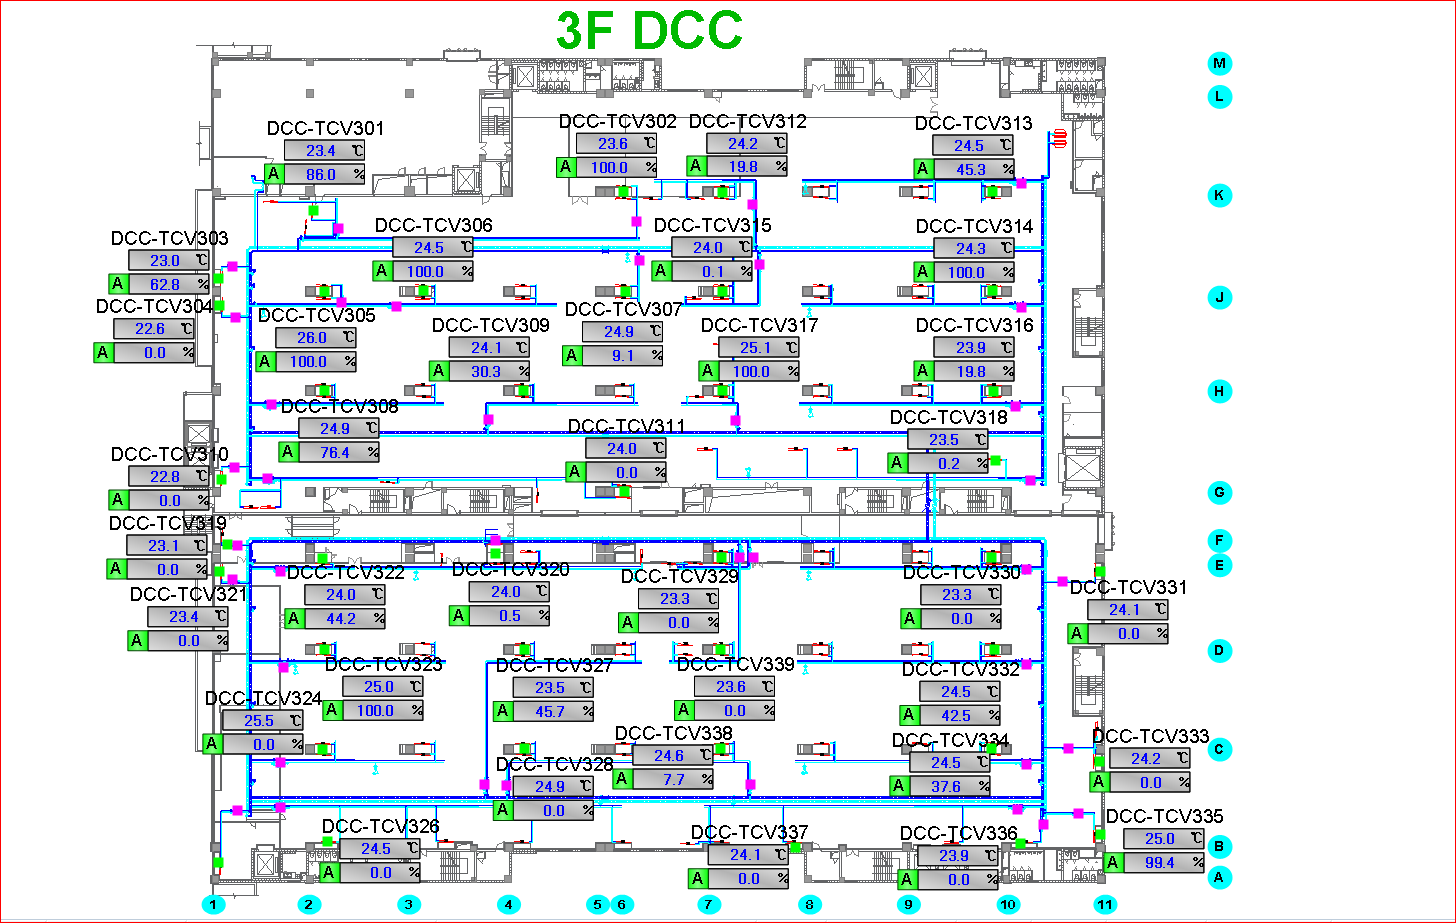 3F DCC
M
L
DCC-TCV301
23.4 ℃
A 86.0 %
DCC-TCV302
23.6 ℃
A 100.0 %
DCC-TCV312
24.2 ℃
A 19.8 %
DCC-TCV313
24.5 ℃
A 45.3 %
K
DCC-TCV303
23.0 ℃
A 62.8 %
DCC-TCV306
24.5 ℃
A 100.0 %
DCC-TCV315
24.0 ℃
A 0.1 %
DCC-TCV314
24.3 ℃
A 100.0 %
J
DCC-TCV304
22.6 ℃
A 0.0 %
DCC-TCV305
26.0 ℃
A 100.0 %
DCC-TCV309
24.1 ℃
A 30.3 %
DCC-TCV307
24.9 ℃
A 9.1 %
DCC-TCV317
25.1 ℃
A 100.0 %
DCC-TCV316
23.9 ℃
A 19.8 %
H
DCC-TCV308
24.9 ℃
A 76.4 %
DCC-TCV311
24.0 ℃
A 0.0 %
DCC-TCV318
23.5 ℃
A 0.2 %
DCC-TCV310
22.8 ℃
A 0.0 %
G
DCC-TCV319
23.1 ℃
A 0.0 %
F
E
DCC-TCV321
23.4 ℃
A 0.0 %
DCC-TCV322
24.0 ℃
A 44.2 %
DCC-TCV320
24.0 ℃
A 0.5 %
DCC-TCV329
23.3 ℃
A 0.0 %
DCC-TCV330
23.3 ℃
A 0.0 %
DCC-TCV331
24.1 ℃
A 0.0 %
D
DCC-TCV323
25.0 ℃
A 100.0 %
DCC-TCV327
23.5 ℃
A 45.7 %
DCC-TCV339
23.6 ℃
A 0.0 %
DCC-TCV332
24.5 ℃
A 42.5 %
DCC-TCV324
25.5 ℃
A 0.0 %
DCC-TCV328
24.9 ℃
A 0.0 %
DCC-TCV338
24.6 ℃
A 7.7 %
DCC-TCV334
24.5 ℃
A 37.6 %
DCC-TCV333
24.2 ℃
A 0.0 %
C
DCC-TCV326
24.5 ℃
A 0.0 %
DCC-TCV337
24.1 ℃
A 0.0 %
DCC-TCV336
23.9 ℃
A 0.0 %
DCC-TCV335
25.0 ℃
A 99.4 %
B
A
1 2 3 4 5 6 7 8 9 10 11